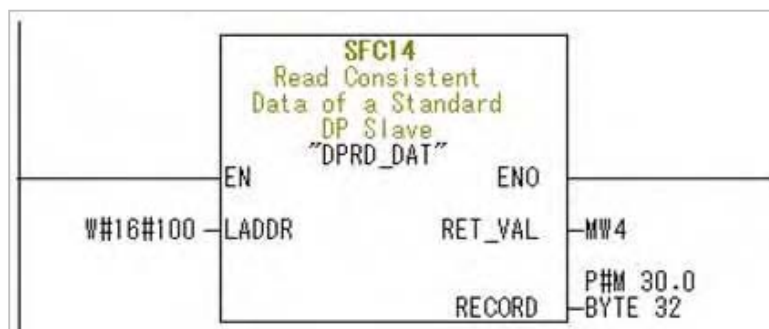 SFC14
Read Consistent
Data of a Standard
DP Slave
"DPRD_DAT"
EN ENO
W#16#100 LADDR RET_VAL MW4
P#M 30.0
RECORD BYTE 32